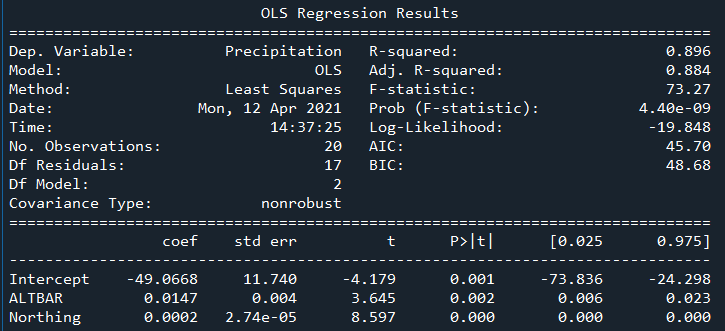 OLS Regression Results
==============================================================================
Dep. Variable: Precipitation R-squared: 0.896
Model: OLS Adj. R-squared: 0.884
Method: Least Squares F-statistic: 73.27
Date: Mon, 12 Apr 2021 Prob (F-statistic): 4.40e-09
Time: 14:37:25 Log-Likelihood: -19.848
No. Observations: 20 AIC: 45.70
Df Residuals: 17 BIC: 48.68
Df Model: 2
Covariance Type: nonrobust
==============================================================================
coef std err t P>|t| [0.025 0.975]
------------------------------------------------------------------------------
Intercept -49.0668 11.740 -4.179 0.001 -73.836 -24.298
ALTBAR 0.0147 0.004 3.645 0.002 0.006 0.023
Northing 0.0002 2.74e-05 8.597 0.000 0.000 0.000